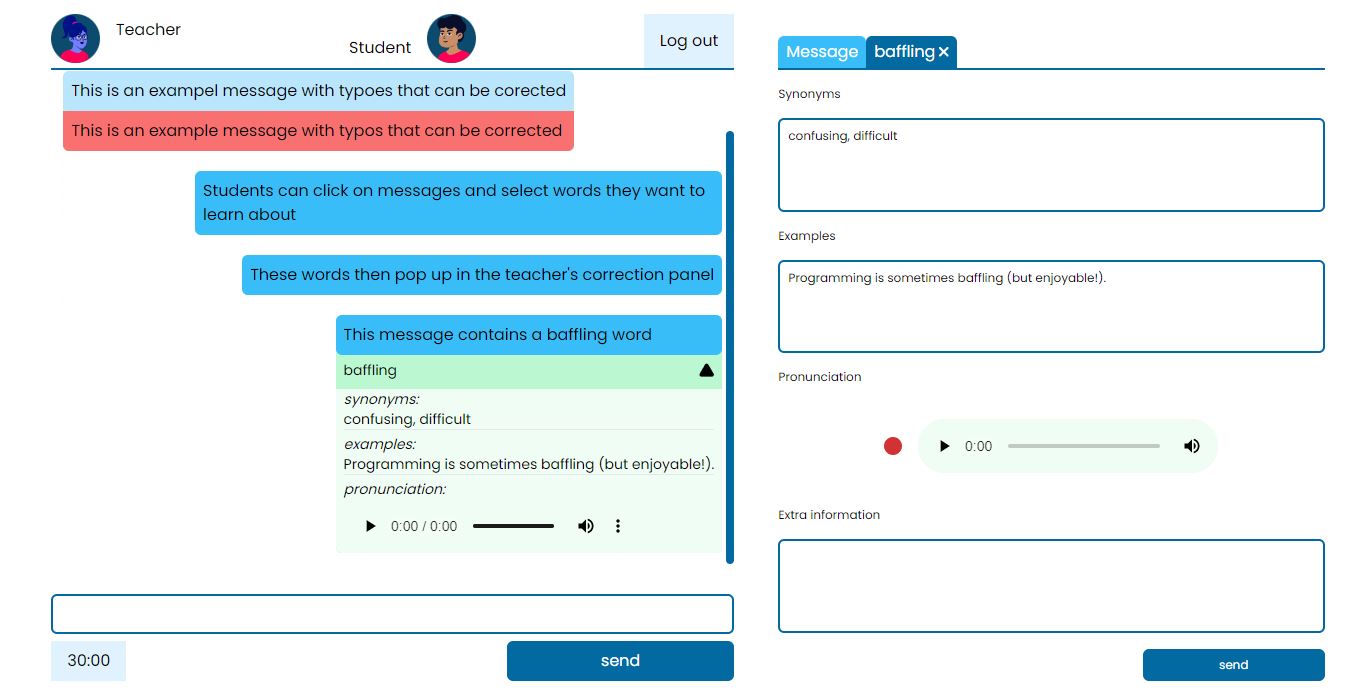 Teacher
Student
Log out
This is an exampel message with typoes that can be corected
This is an example message with typos that can be corrected
Students can click on messages and select words they want to
learn about
These words then pop up in the teacher's correction panel
This message contains a baffling word
baffling
synonyms:
confusing, difficult
examples:
Programming is sometimes baffling (but enjoyable!).
pronunciation:
0:00 / 0:00
30:00
send
Message
baffling
Synonyms
confusing, difficult
Examples
Programming is sometimes baffling (but enjoyable!).
Pronunciation
0:00
Extra information
send